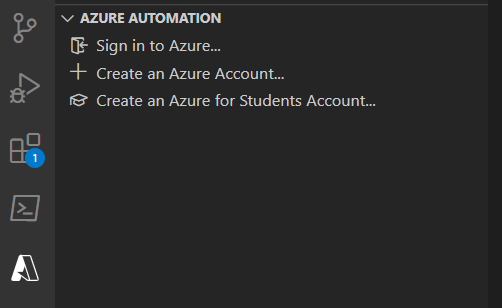 AZURE AUTOMATION
Sign in to Azure...
Create an Azure Account...
Create an Azure for Students Account...
1